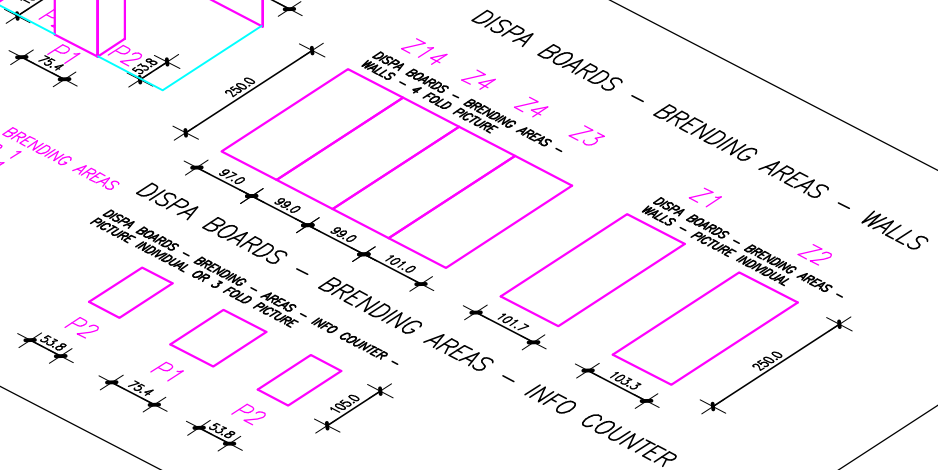 P1
P2
75.4
53.8
DISPA BOARDS - BRENDING AREAS - WALLS
Z14 Z4 Z4 Z3
DISPA BOARDS - BRENDING AREAS -
WALLS - 4 FOLD PICTURE
250.0
97.0
99.0
99.0
101.0
Z1
Z2
DISPA BOARDS - BRENDING AREAS -
WALLS - PICTURE INDIVIDUAL
101.7
103.3
250.0
BRENDING AREAS
1
DISPA BOARDS - BRENDING AREAS - INFO COUNTER
DISPA BOARDS - BRENDING - AREAS - INFO COUNTER -
PICTURE INDIVIDUAL OR 3 FOLD PICTURE
P2
P1
P2
53.8
75.4
53.8
105.0